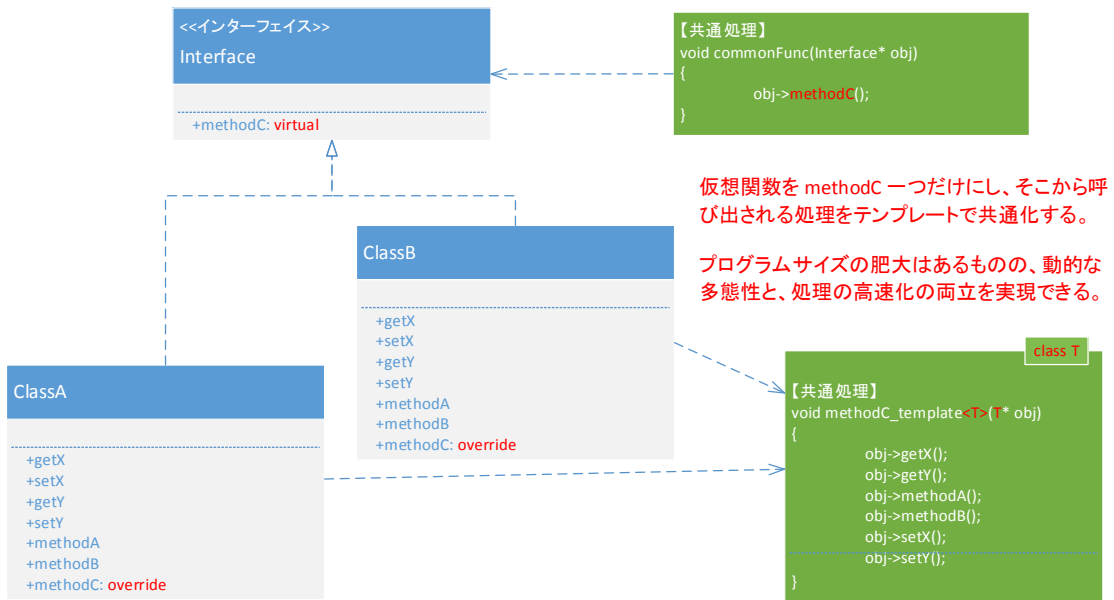 <<インターフェイス>>
Interface
+methodC: virtual
【共通処理】
void commonFunc(Interface* obj)
{
obj->methodC();
}
仮想関数を methodC 一つだけにし、そこから呼
び出される処理をテンプレートで共通化する。
プログラムサイズの肥大はあるものの、動的な
多態性と、処理の高速化の両立を実現できる。
ClassB
+getX
+setX
+getY
+setY
+methodA
+methodB
+methodC: override
ClassA
+getX
+setX
+getY
+setY
+methodA
+methodB
+methodC: override
class T
【共通処理】
void methodC_template<T>(T* obj)
{
obj->getX();
obj->getY();
obj->methodA();
obj->methodB();
obj->setX();
obj->setY();
}